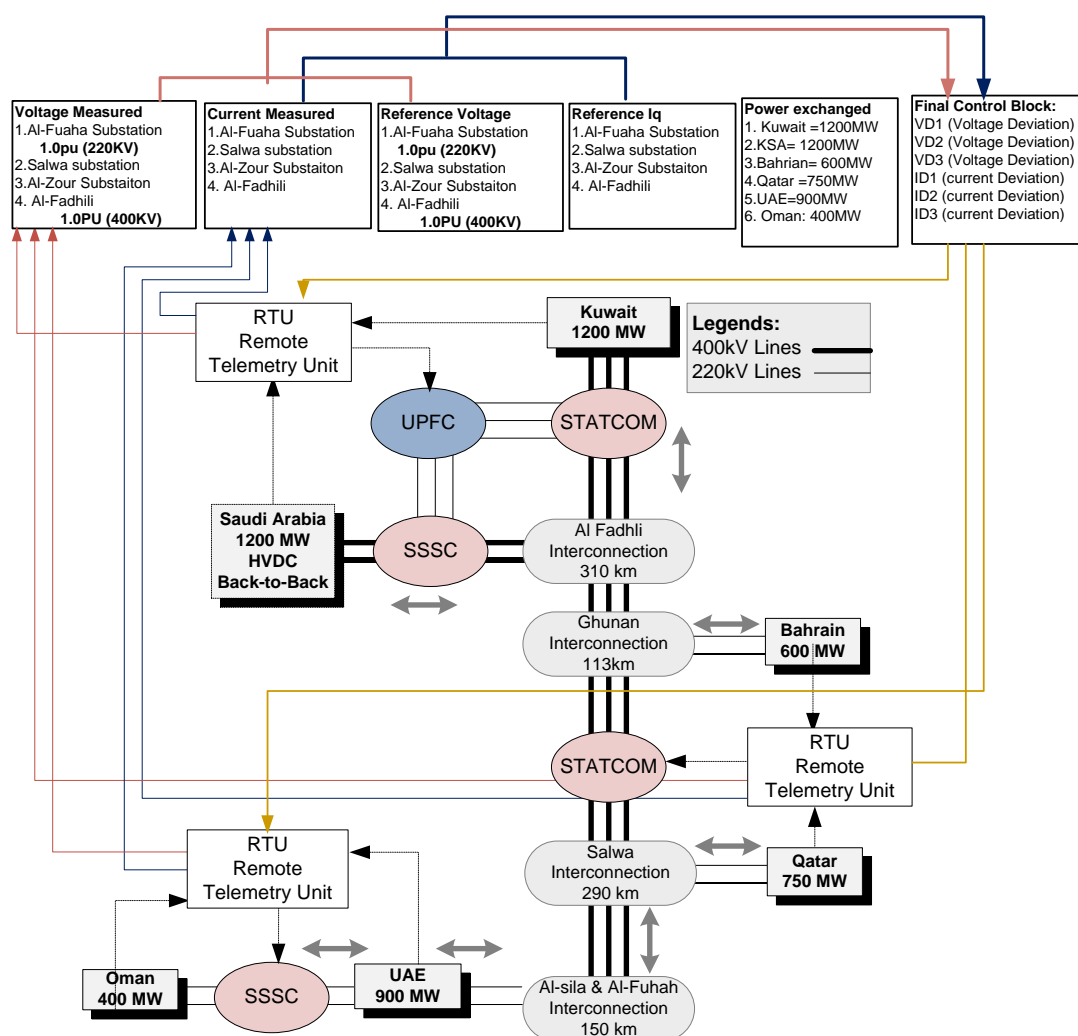 Voltage Measured
1.Al-Fuaha Substation
1.0pu (220KV)
2.Salwa substation
3.Al-Zour Substaiton
4. Al-Fadhili
1.0PU (400KV)
Current Measured
1.Al-Fuaha Substation
2.Salwa substation
3.Al-Zour Substaiton
4. Al-Fadhili
Reference Voltage
1.Al-Fuaha Substation
1.0pu (220KV)
2.Salwa substation
3.Al-Zour Substaiton
4. Al-Fadhili
1.0PU (400KV)
Reference Iq
1.Al-Fuaha Substation
2.Salwa substation
3.Al-Zour Substaiton
4. Al-Fadhili
Power exchanged
1. Kuwait =1200MW
2.KSA= 1200MW
3.Bahrian= 600MW
4.Qatar =750MW
5.UAE=900MW
6. Oman: 400MW
Final Control Block:
VD1 (Voltage Deviation)
VD2 (Voltage Deviation)
VD3 (Voltage Deviation)
ID1 (current Deviation)
ID2 (current Deviation)
ID3 (current Deviation)
RTU
Remote
Telemetry Unit
Kuwait
1200 MW
Legends:
400kV Lines
220kV Lines
UPFC
STATCOM
Saudi Arabia
1200 MW
HVDC
Back-to-Back
SSSC
Al Fadhli
Interconnection
310 km
Ghunan
Interconnection
113km
Bahrain
600 MW
STATCOM
RTU
Remote
Telemetry Unit
RTU
Remote
Telemetry Unit
Salwa
Interconnection
290 km
Qatar
750 MW
Oman
400 MW
SSSC
UAE
900 MW
Al-sila & Al-Fuhah
Interconnection
150 km